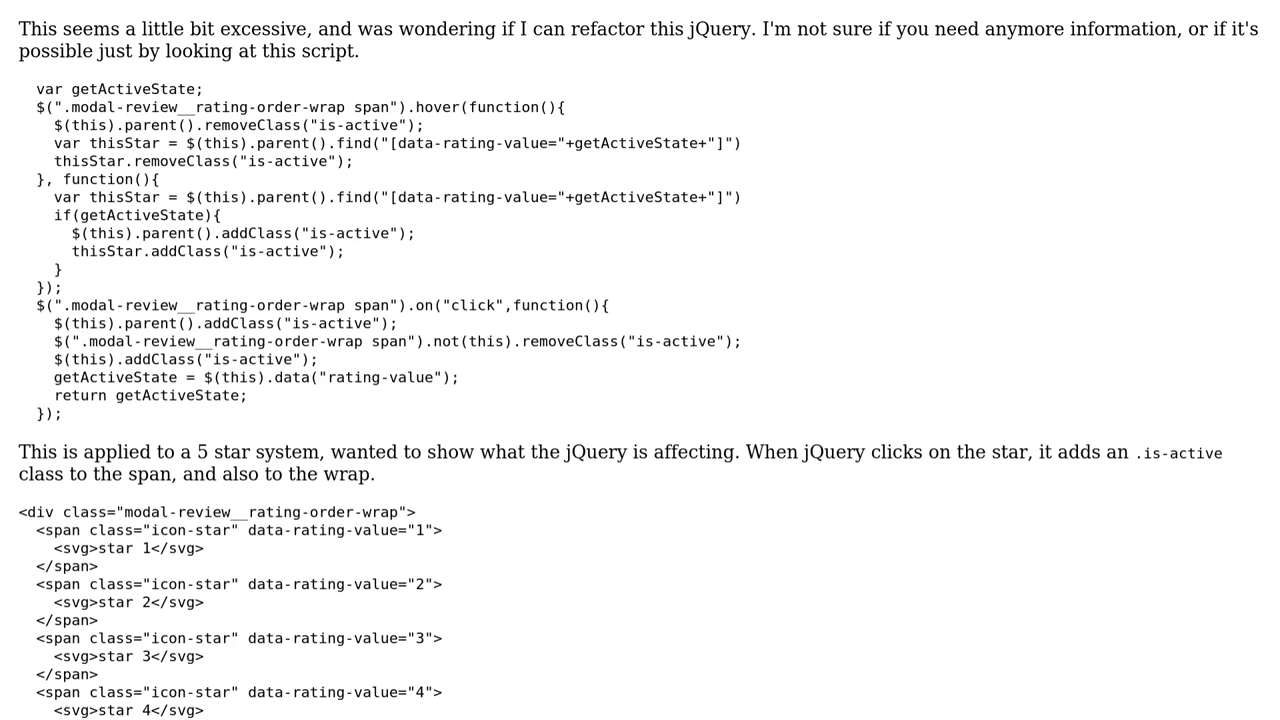 This seems a little bit excessive, and was wondering if I can refactor this jQuery. I'm not sure if you need anymore information, or if it's
possible just by looking at this script.
  var getActiveState;
  $(".modal-review__rating-order-wrap span").hover(function(){
    $(this).parent().removeClass("is-active");
    var thisStar = $(this).parent().find("[data-rating-value="+getActiveState+"]")
    thisStar.removeClass("is-active");
  }, function(){
    var thisStar = $(this).parent().find("[data-rating-value="+getActiveState+"]")
    if(getActiveState){
      $(this).parent().addClass("is-active");
      thisStar.addClass("is-active");
    }
  });
  $(".modal-review__rating-order-wrap span").on("click",function(){
    $(this).parent().addClass("is-active");
    $(".modal-review__rating-order-wrap span").not(this).removeClass("is-active");
    $(this).addClass("is-active");
    getActiveState = $(this).data("rating-value");
    return getActiveState;
  });
This is applied to a 5 star system, wanted to show what the jQuery is affecting. When jQuery clicks on the star, it adds an .is-active
class to the span, and also to the wrap.
<div class="modal-review__rating-order-wrap">
  <span class="icon-star" data-rating-value="1">
    <svg>star 1</svg>
  </span>
  <span class="icon-star" data-rating-value="2">
    <svg>star 2</svg>
  </span>
  <span class="icon-star" data-rating-value="3">
    <svg>star 3</svg>
  </span>
  <span class="icon-star" data-rating-value="4">
    <svg>star 4</svg>